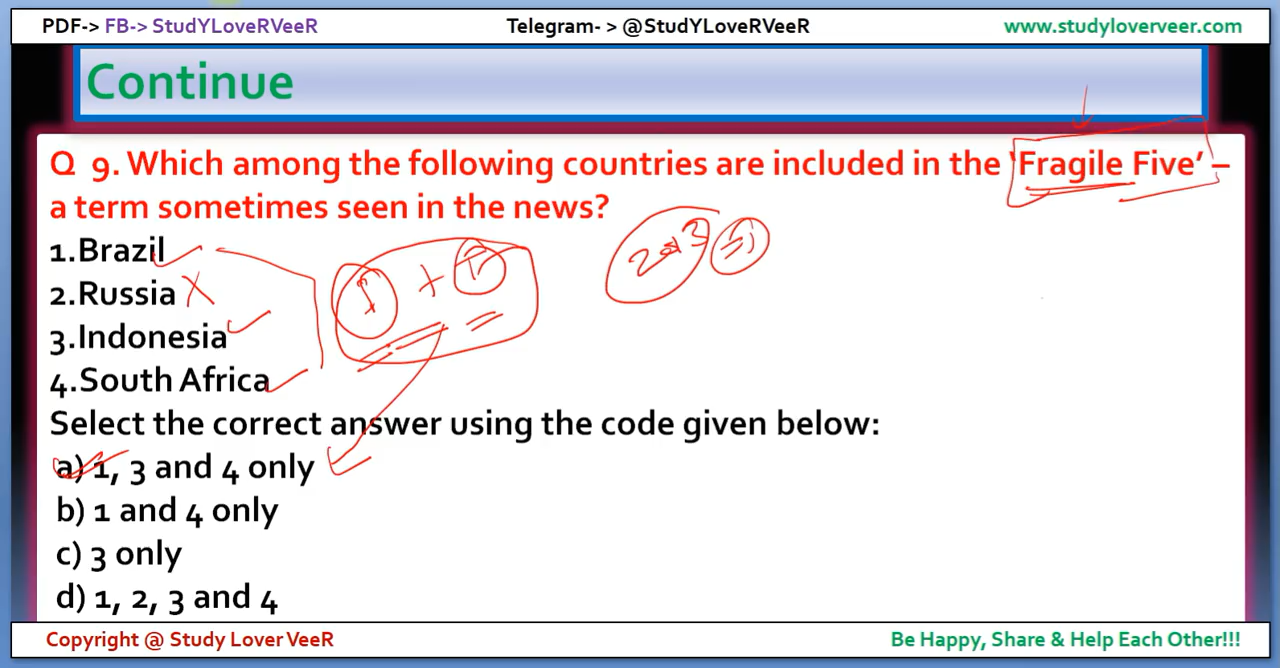 PDF-> FB-> StudYLoveRVeeR Telegram- > @StudYLoveRVeeR www.studyloverveer.com
Continue
Q 9. Which among the following countries are included in the 'Fragile Five' –
a term sometimes seen in the news?
1.Brazil
2.Russia
3.Indonesia
4.South Africa
Select the correct answer using the code given below:
a) 1, 3 and 4 only
b) 1 and 4 only
c) 3 only
d) 1, 2, 3 and 4
Copyright @ Study Lover VeeR Be Happy, Share & Help Each Other!!!